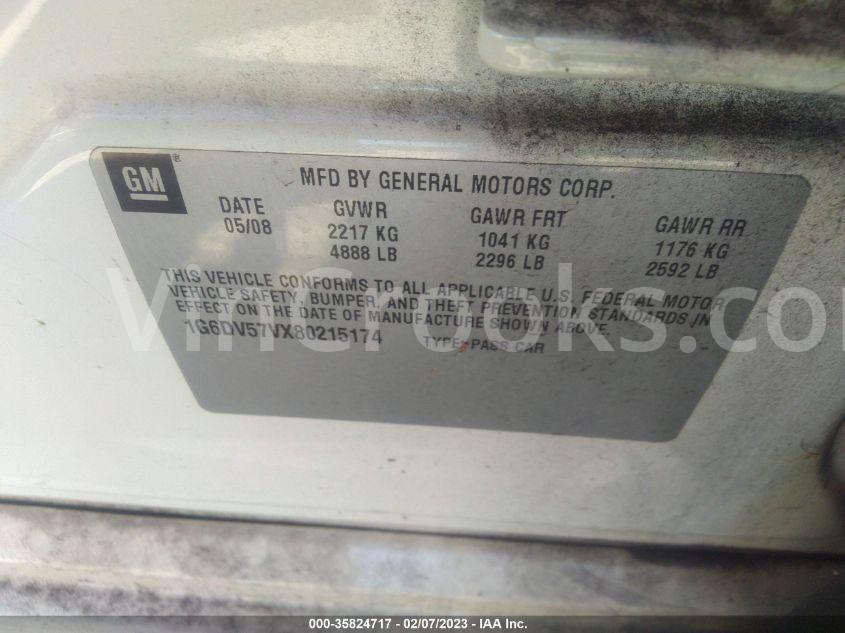 GM
MFD BY GENERAL MOTORS CORP.
DATE GVWR GAWR FRT GAWR RR
05/08 2217 KG 1041 KG 1176 KG
4888 LB 2296 LB 2592 LB
THIS VEHICLE CONFORMS TO ALL APPLICABLE U.S. FEDERAL MOTOR
VEHICLE SAFETY, BUMPER, AND THEFT PREVENTION STANDARDS IN
EFFECT ON THE DATE OF MANUFACTURE SHOWN ABOVE.
1G6DV57VX80215174 TYPE: PASS CAR
VinCrooks.com
000-35824717 — 02/07/2023 — IAA Inc.